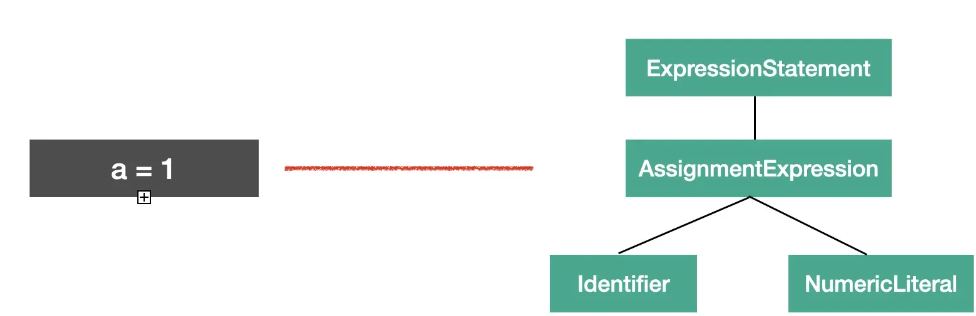 ExpressionStatement
a = 1
AssignmentExpression
Identifier
NumericLiteral